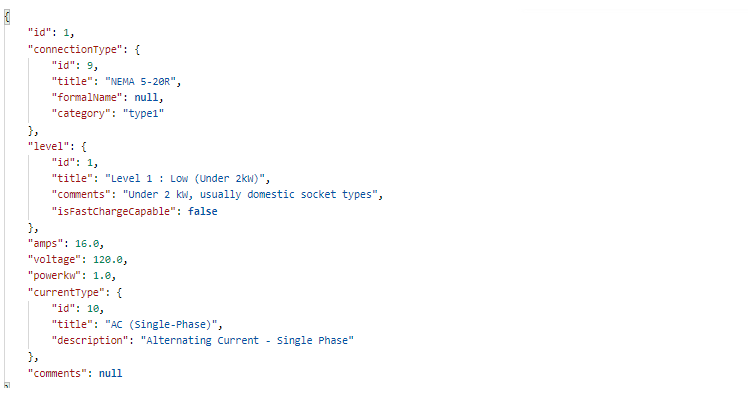 {
"id": 1,
"connectionType": {
"id": 9,
"title": "NEMA 5-20R",
"formalName": null,
"category": "type1"
},
"level": {
"id": 1,
"title": "Level 1 : Low (Under 2kW)",
"comments": "Under 2 kW, usually domestic socket types",
"isFastChargeCapable": false
},
"amps": 16.0,
"voltage": 120.0,
"powerkw": 1.0,
"currentType": {
"id": 10,
"title": "AC (Single-Phase)",
"description": "Alternating Current - Single Phase"
},
"comments": null
}